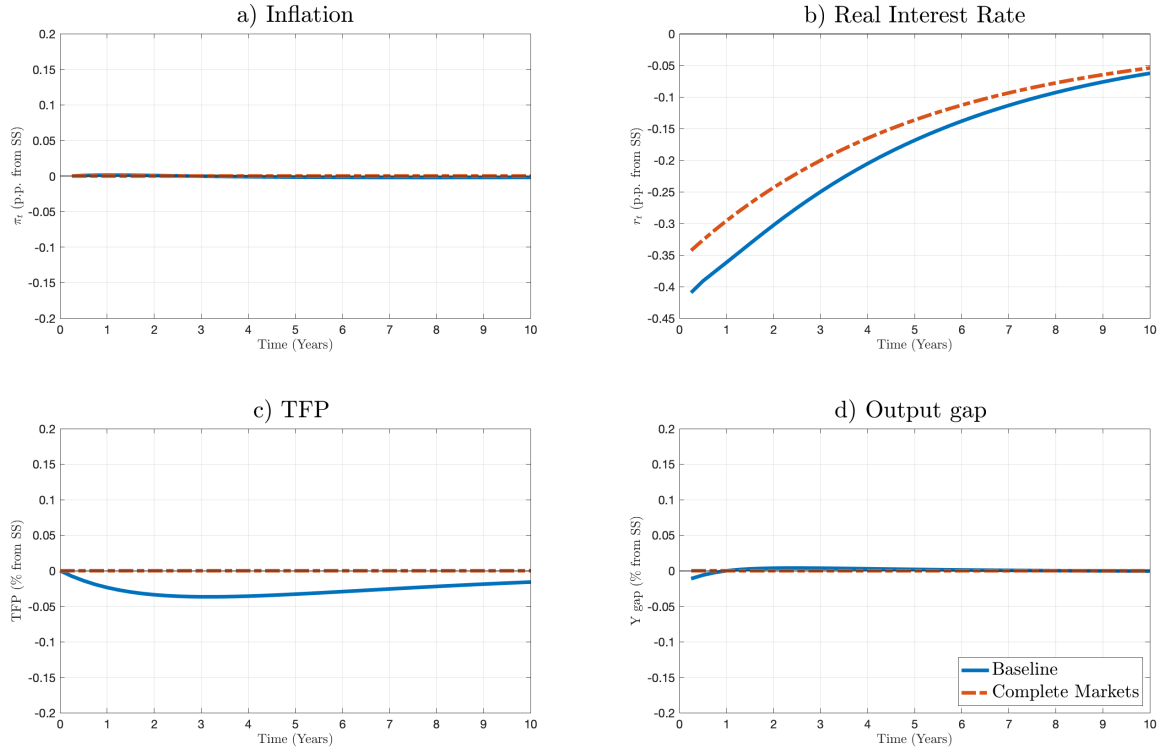 a) Inflation
0.2
0.15
0.1
0.05
0
-0.05
-0.1
-0.15
-0.2
π_t (p.p. from SS)
0 1 2 3 4 5 6 7 8 9 10
Time (Years)
b) Real Interest Rate
0
-0.05
-0.1
-0.15
-0.2
-0.25
-0.3
-0.35
-0.4
-0.45
r_t (p.p. from SS)
0 1 2 3 4 5 6 7 8 9 10
Time (Years)
c) TFP
0.2
0.15
0.1
0.05
0
-0.05
-0.1
-0.15
-0.2
TFP (% from SS)
0 1 2 3 4 5 6 7 8 9 10
Time (Years)
d) Output gap
0.2
0.15
0.1
0.05
0
-0.05
-0.1
-0.15
-0.2
Y gap (% from SS)
0 1 2 3 4 5 6 7 8 9 10
Time (Years)
Baseline
Complete Markets